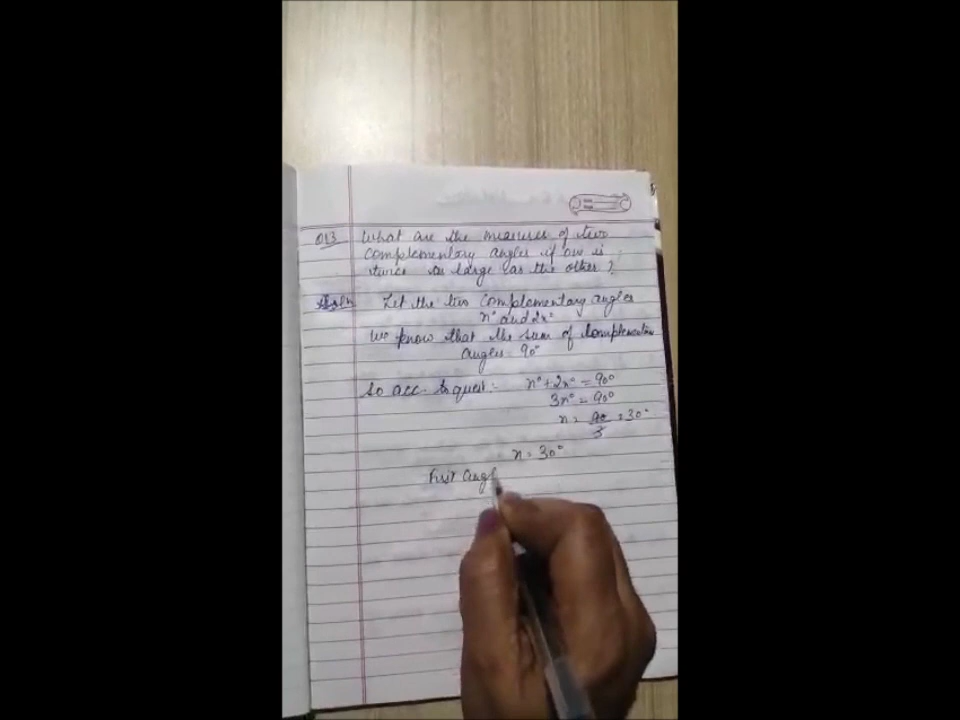 Q13 What are the measures of two
complementary angles if one is
twice as large as the other?
Soln Let the two complementary angles
x° and 2x°
We know that the sum of Complementary
angles = 90°
So acc. to quest:- x° + 2x° = 90°
3x° = 90°
x = 90/3 = 30°
x = 30°
First angl